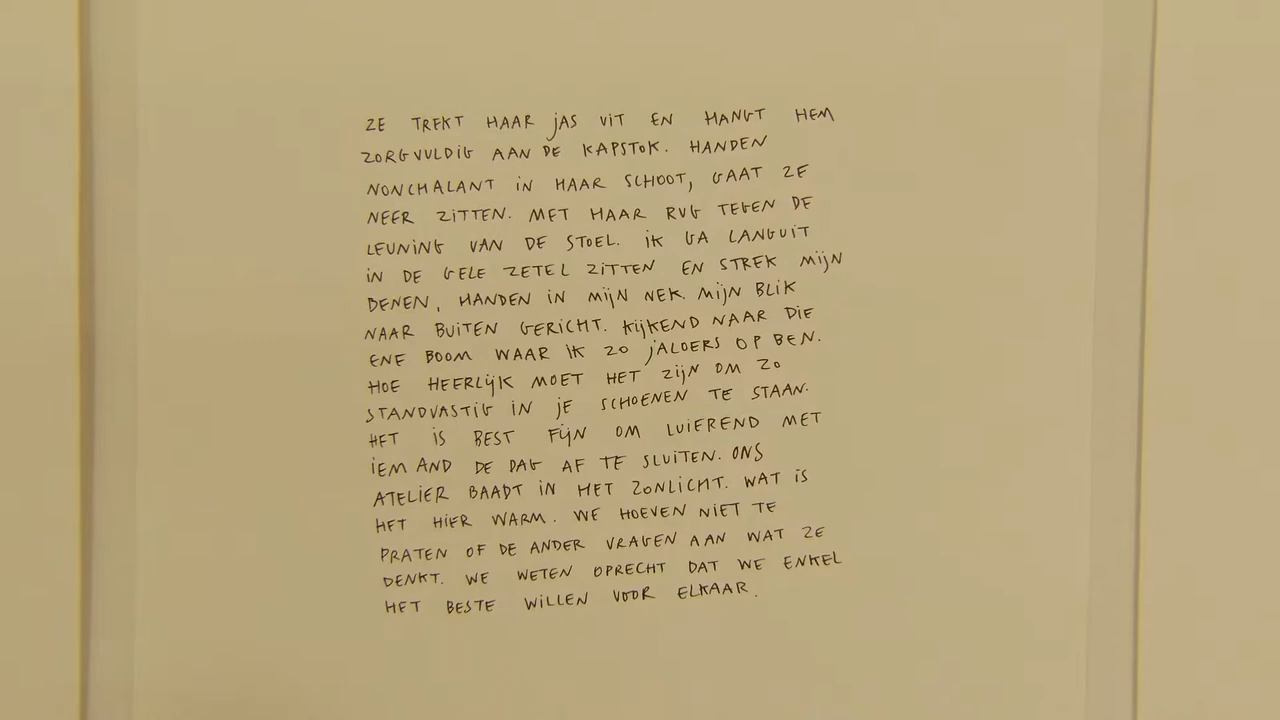 ZE TREKT HAAR jAS UIT EN HANGT HEM
ZORGVULDIG AAN DE KAPSTOK. HANDEN
NONCHALANT iN HAAR SCHOOT, GAAT ZE
NEER ZiTTEN. MET HAAR RUG TEGEN DE
LEUNiNG VAN DE STOEL. iK GA LANGUiT
iN DE GELE ZETEL ZiTTEN EN STREK MijN
BENEN, HANDEN iN MijN NEK. MijN BLiK
NAAR BUiTEN GERiCHT. KijKEND NAAR DiE
ENE BOOM WAAR iK ZO jALOERS OP BEN.
HOE HEERLijK MOET HET ZijN OM ZO
STANDVASTiG iN jE SCHOENEN TE STAAN.
HET iS BEST FijN OM LUiEREND MET
iEMAND DE DAG AF TE SLUiTEN. ONS
ATELiER BAADT iN HET ZONLiCHT. WAT iS
HET HiER WARM. WE HOEVEN NiET TE
PRATEN OF DE ANDER VRAGEN AAN WAT ZE
DENKT. WE WETEN OPRECHT DAT WE ENKEL
HET BESTE WiLLEN VOOR ELKAAR.